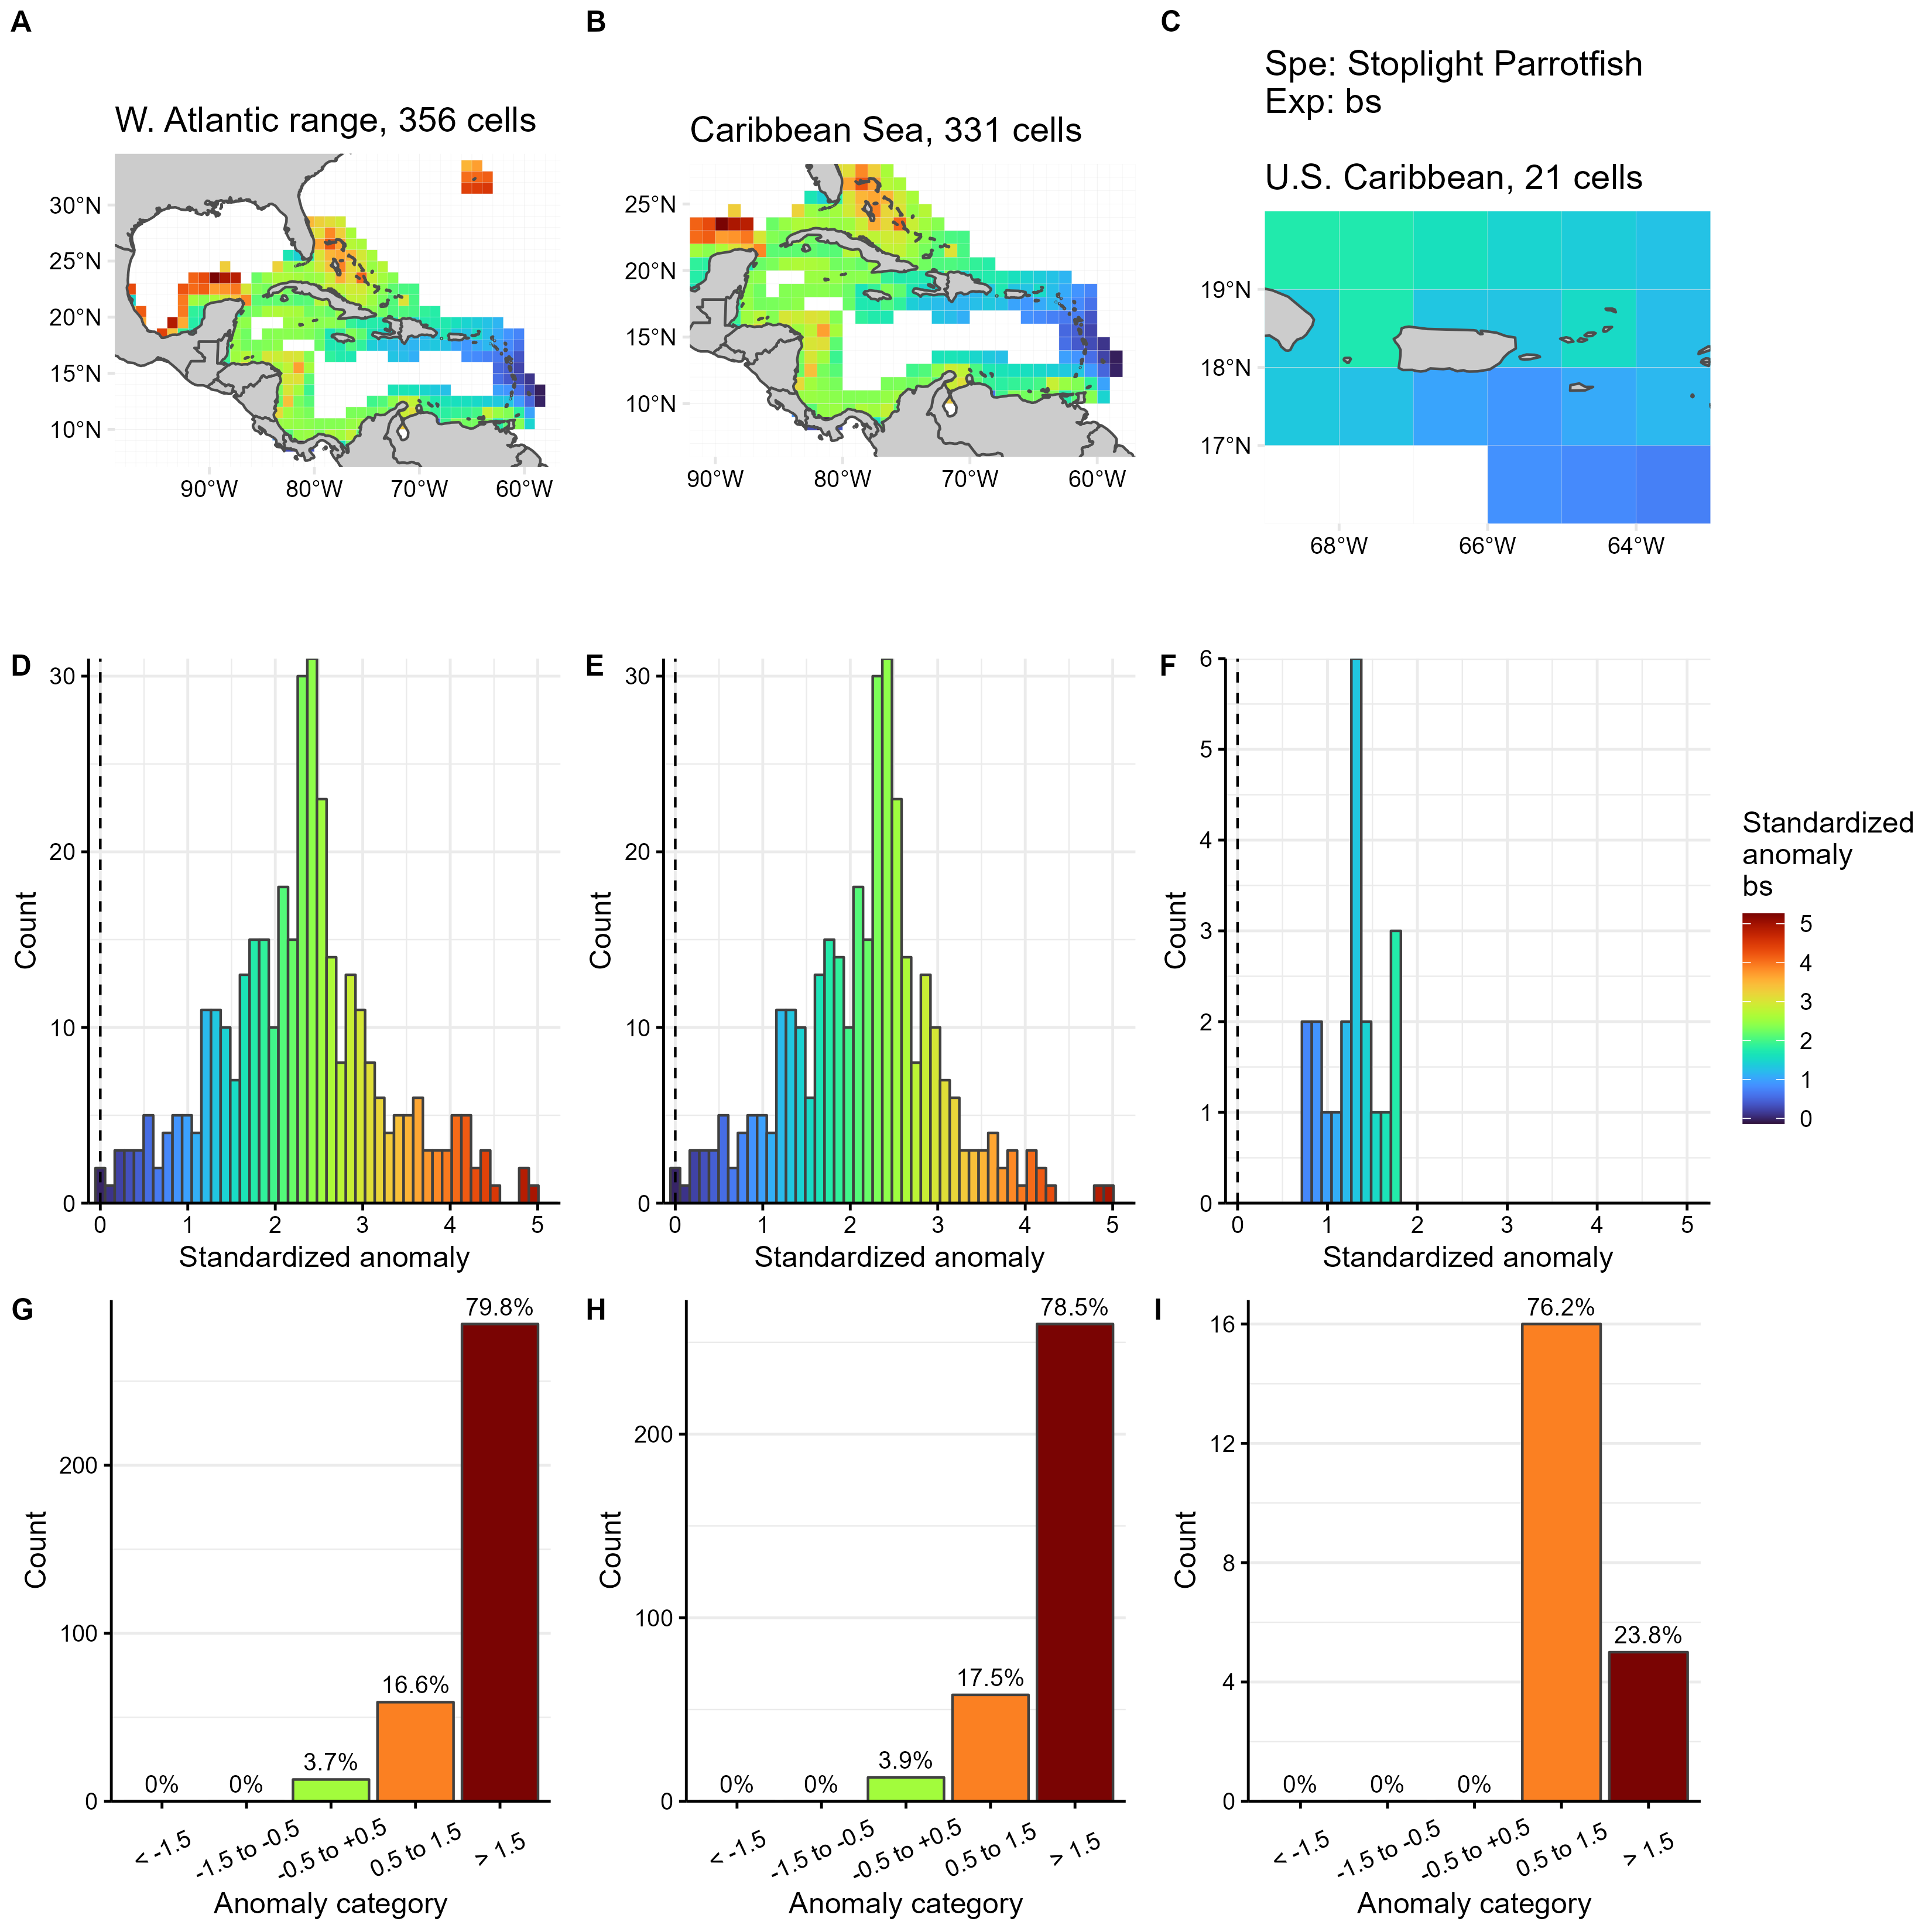 A
B
C
Spe: Stoplight Parrotfish
Exp: bs
W. Atlantic range, 356 cells
Caribbean Sea, 331 cells
U.S. Caribbean, 21 cells
30°N
25°N
20°N
15°N
10°N
90°W 80°W 70°W 60°W
25°N
20°N
15°N
10°N
90°W 80°W 70°W 60°W
19°N
18°N
17°N
68°W 66°W 64°W
D
30
20
10
0
Count
0 1 2 3 4 5
Standardized anomaly
E
30
20
10
0
Count
0 1 2 3 4 5
Standardized anomaly
F
6
5
4
3
2
1
0
Count
0 1 2 3 4 5
Standardized anomaly
Standardized
anomaly
bs
5
4
3
2
1
0
G
79.8%
16.6%
3.7%
0% 0%
200
100
0
Count
< -1.5 -1.5 to -0.5 -0.5 to +0.5 0.5 to 1.5 > 1.5
Anomaly category
H
78.5%
17.5%
3.9%
0% 0%
200
100
0
Count
< -1.5 -1.5 to -0.5 -0.5 to +0.5 0.5 to 1.5 > 1.5
Anomaly category
I
76.2%
23.8%
0% 0% 0%
16
12
8
4
0
Count
< -1.5 -1.5 to -0.5 -0.5 to +0.5 0.5 to 1.5 > 1.5
Anomaly category